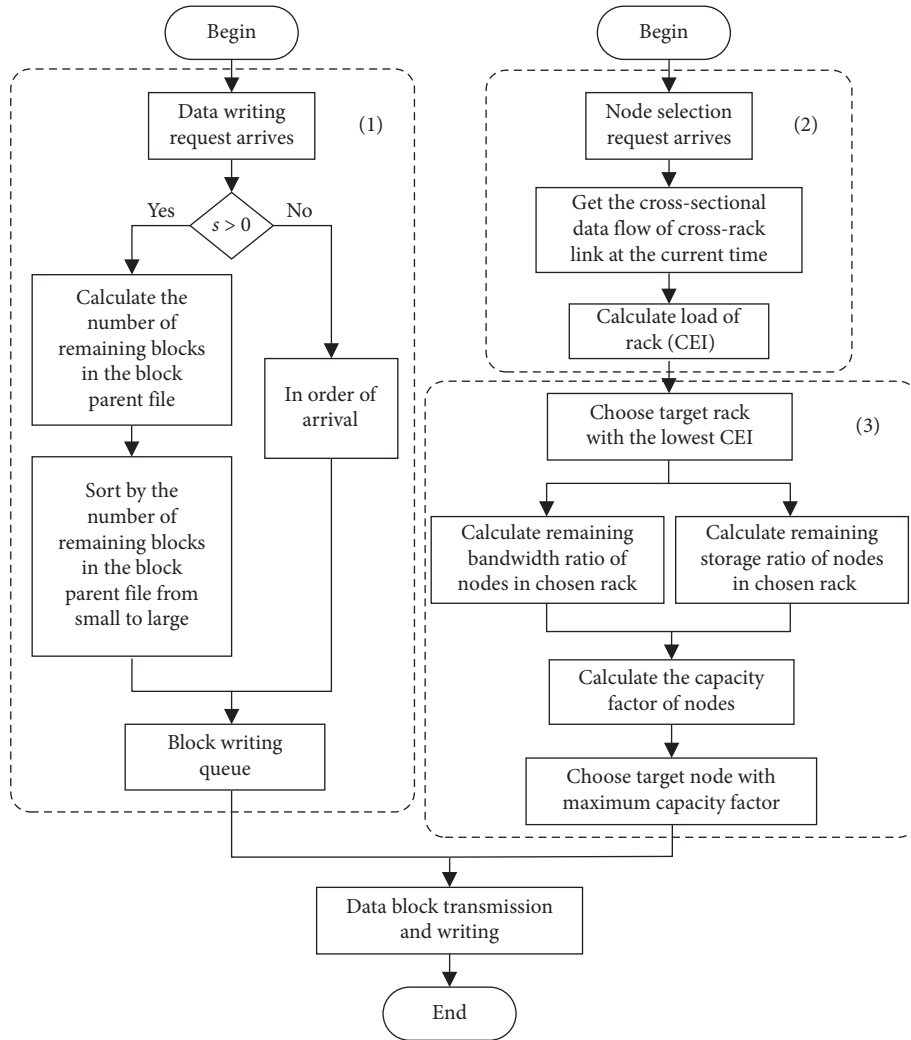 Begin
Data writing
request arrives
(1)
Yes
s > 0
No
Calculate the
number of
remaining blocks
in the block
parent file
In order of
arrival
Sort by the
number of
remaining blocks
in the block
parent file from
small to large
Block writing
queue
Begin
Node selection
request arrives
(2)
Get the cross-sectional
data flow of cross-rack
link at the current time
Calculate load of
rack (CEI)
Choose target rack
with the lowest CEI
(3)
Calculate remaining
bandwidth ratio of
nodes in chosen rack
Calculate remaining
storage ratio of nodes
in chosen rack
Calculate the capacity
factor of nodes
Choose target node with
maximum capacity factor
Data block transmission
and writing
End